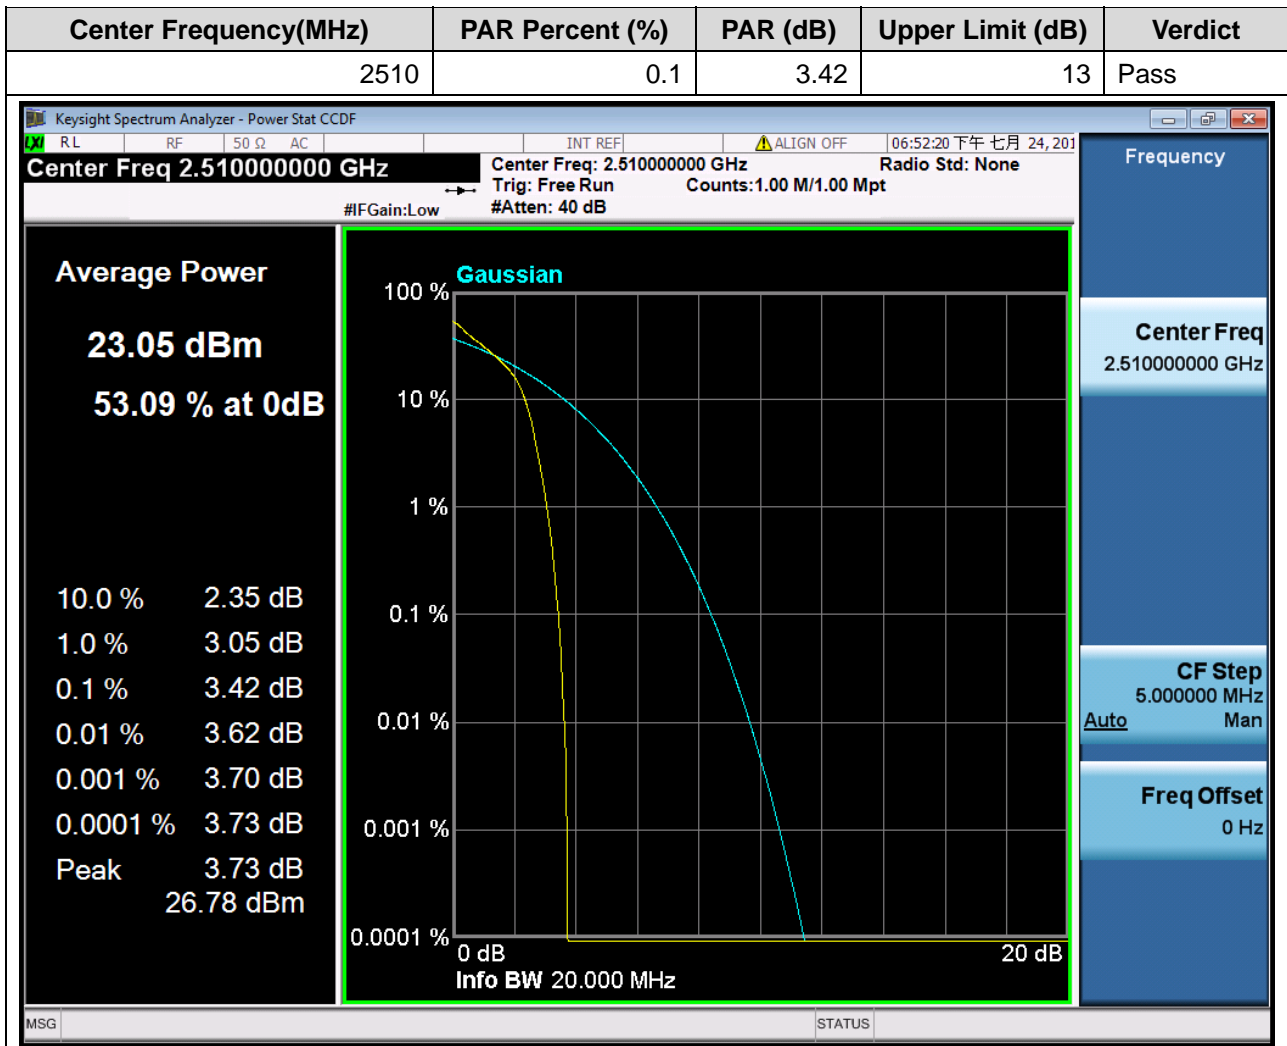 Center Frequency(MHz) PAR Percent (%) PAR (dB) Upper Limit (dB) Verdict
2510 0.1 3.42 13 Pass
Keysight Spectrum Analyzer - Power Stat CCDF
LXI RL RF 50 Ω AC INT REF ALIGN OFF 06:52:20 下午 七月 24, 201
Center Freq 2.510000000 GHz
Center Freq: 2.510000000 GHz Radio Std: None
Trig: Free Run Counts:1.00 M/1.00 Mpt
#IFGain:Low #Atten: 40 dB
Average Power
23.05 dBm
53.09 % at 0dB
10.0 % 2.35 dB
1.0 % 3.05 dB
0.1 % 3.42 dB
0.01 % 3.62 dB
0.001 % 3.70 dB
0.0001 % 3.73 dB
Peak 3.73 dB
26.78 dBm
Gaussian
100 %
10 %
1 %
0.1 %
0.01 %
0.001 %
0.0001 %
0 dB 20 dB
Info BW 20.000 MHz
Frequency
Center Freq
2.510000000 GHz
CF Step
5.000000 MHz
Auto Man
Freq Offset
0 Hz
MSG STATUS